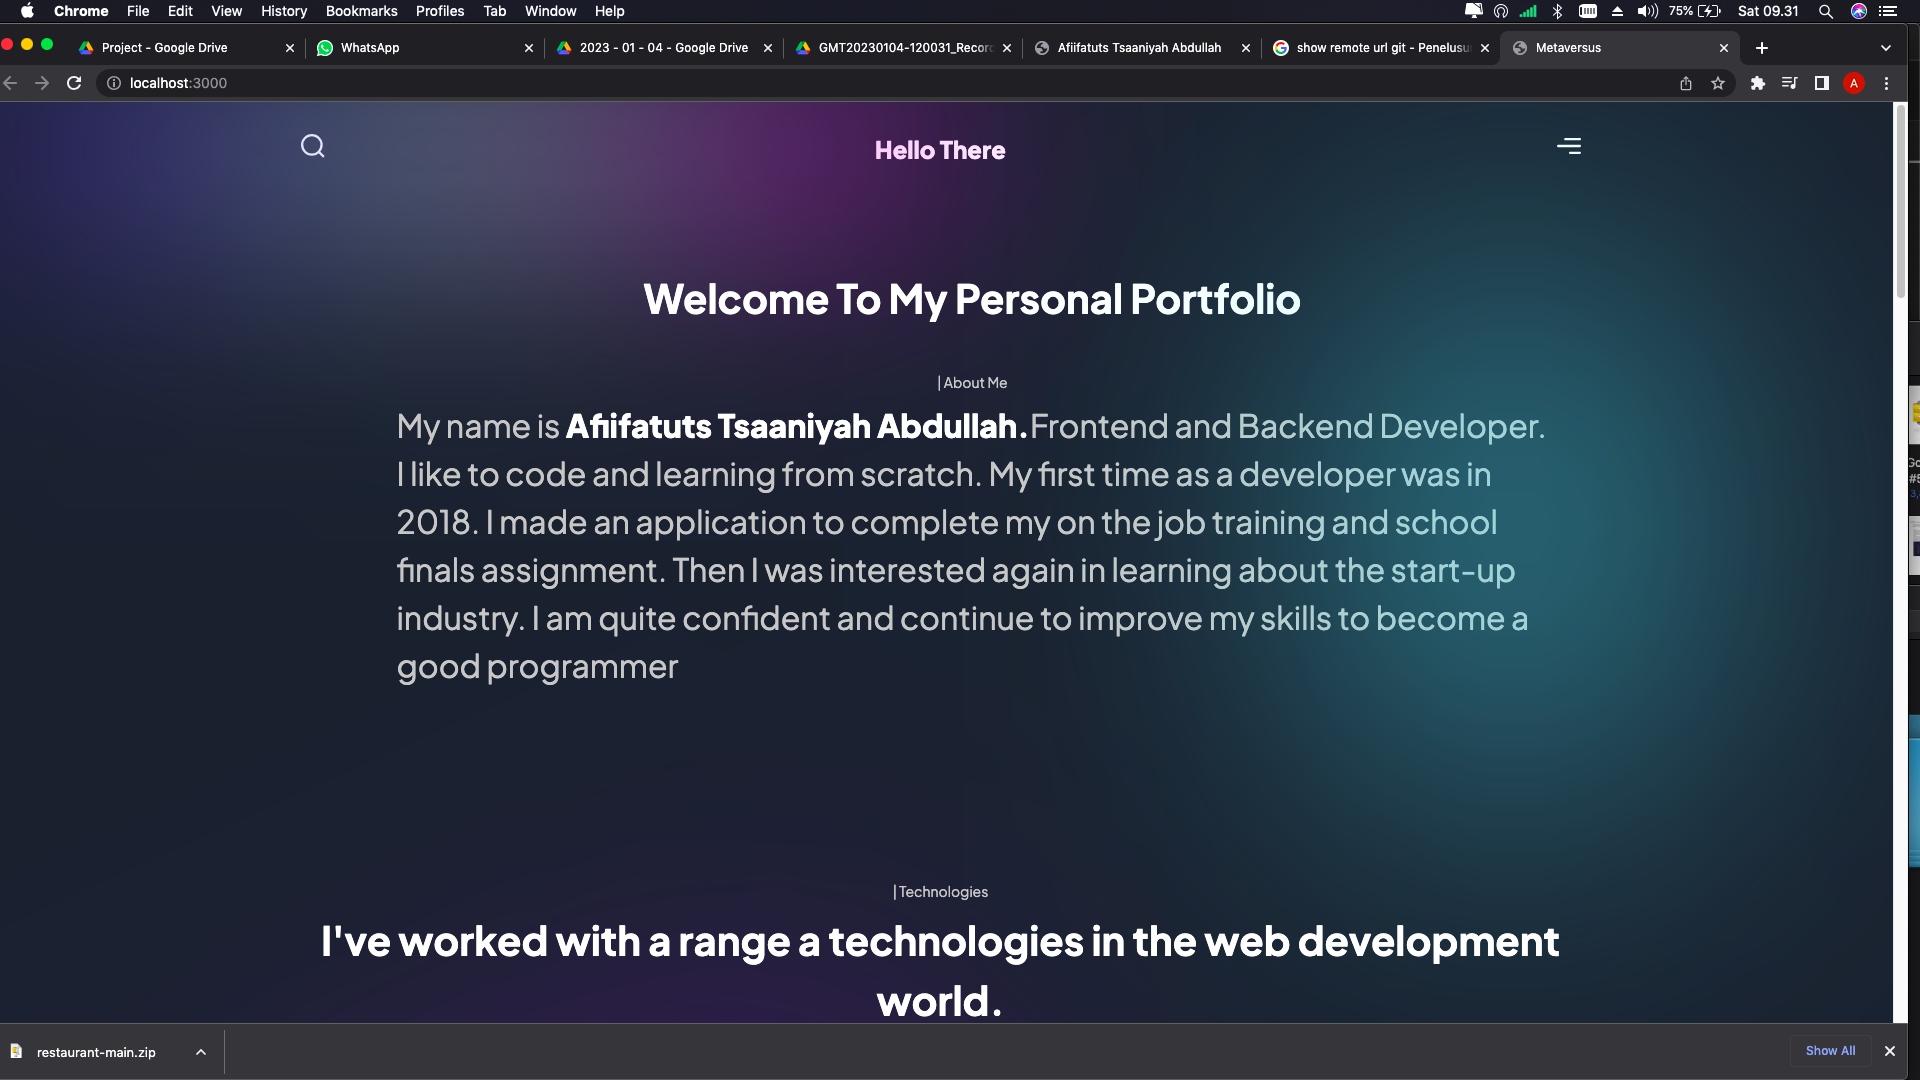 Chrome File Edit View History Bookmarks Profiles Tab Window Help 75% Sat 09.31
Project - Google Drive WhatsApp 2023 - 01 - 04 - Google Drive GMT20230104-120031_Recor Afiifatuts Tsaaniyah Abdullah show remote url git - Penelusu Metaversus
localhost:3000 A
Hello There
Welcome To My Personal Portfolio
| About Me
My name is Afiifatuts Tsaaniyah Abdullah.Frontend and Backend Developer.
I like to code and learning from scratch. My first time as a developer was in
2018. I made an application to complete my on the job training and school
finals assignment. Then I was interested again in learning about the start-up
industry. I am quite confident and continue to improve my skills to become a
good programmer
| Technologies
I've worked with a range a technologies in the web development
world.
restaurant-main.zip Show All